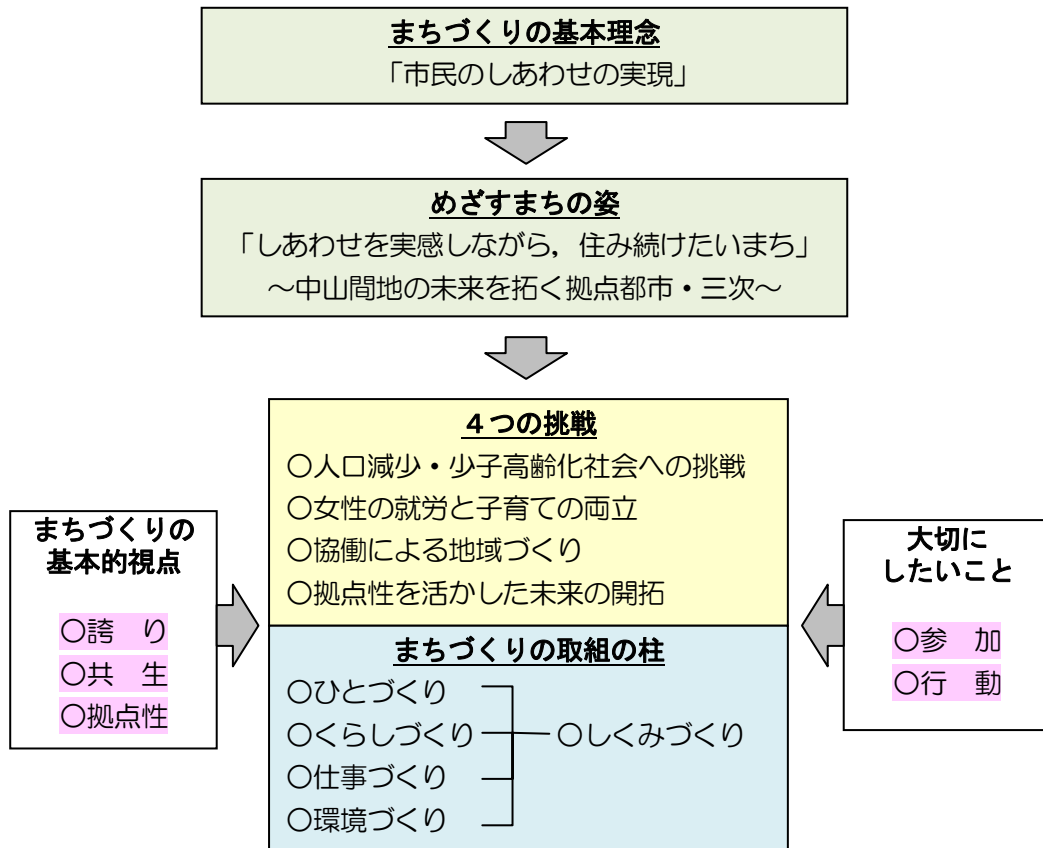 まちづくりの基本理念
「市民のしあわせの実現」
めざすまちの姿
「しあわせを実感しながら，住み続けたいまち」
～中山間地の未来を拓く拠点都市・三次～
４つの挑戦
○人口減少・少子高齢化社会への挑戦
○女性の就労と子育ての両立
○協働による地域づくり
○拠点性を活かした未来の開拓
まちづくりの
基本的視点
○誇　り
○共　生
○拠点性
大切に
したいこと
○参　加
○行　動
まちづくりの取組の柱
○ひとづくり
○くらしづくり
○しくみづくり
○仕事づくり
○環境づくり